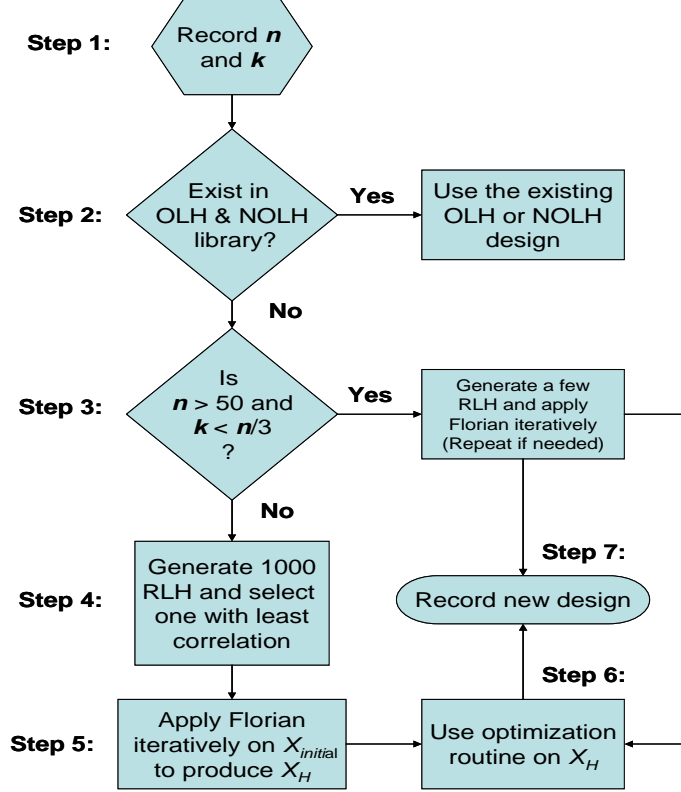 Step 1:
Record n
and k
Step 2:
Exist in
OLH & NOLH
library?
Yes
Use the existing
OLH or NOLH
design
No
Step 3:
Is
n > 50 and
k < n/3
?
Yes
Generate a few
RLH and apply
Florian iteratively
(Repeat if needed)
No
Step 4:
Generate 1000
RLH and select
one with least
correlation
Step 7:
Record new design
Step 5:
Apply Florian
iteratively on Xinitial
to produce XH
Step 6:
Use optimization
routine on XH